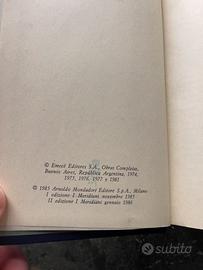 © Emecé Editores S.A., Obras Completas,
Buenos Aires, República Argentina, 1974,
1975, 1976, 1977 e 1981
© 1985 Arnoldo Mondadori Editore S.p.A., Milano
I edizione I Meridiani novembre 1985
II edizione I Meridiani gennaio 1986
subito